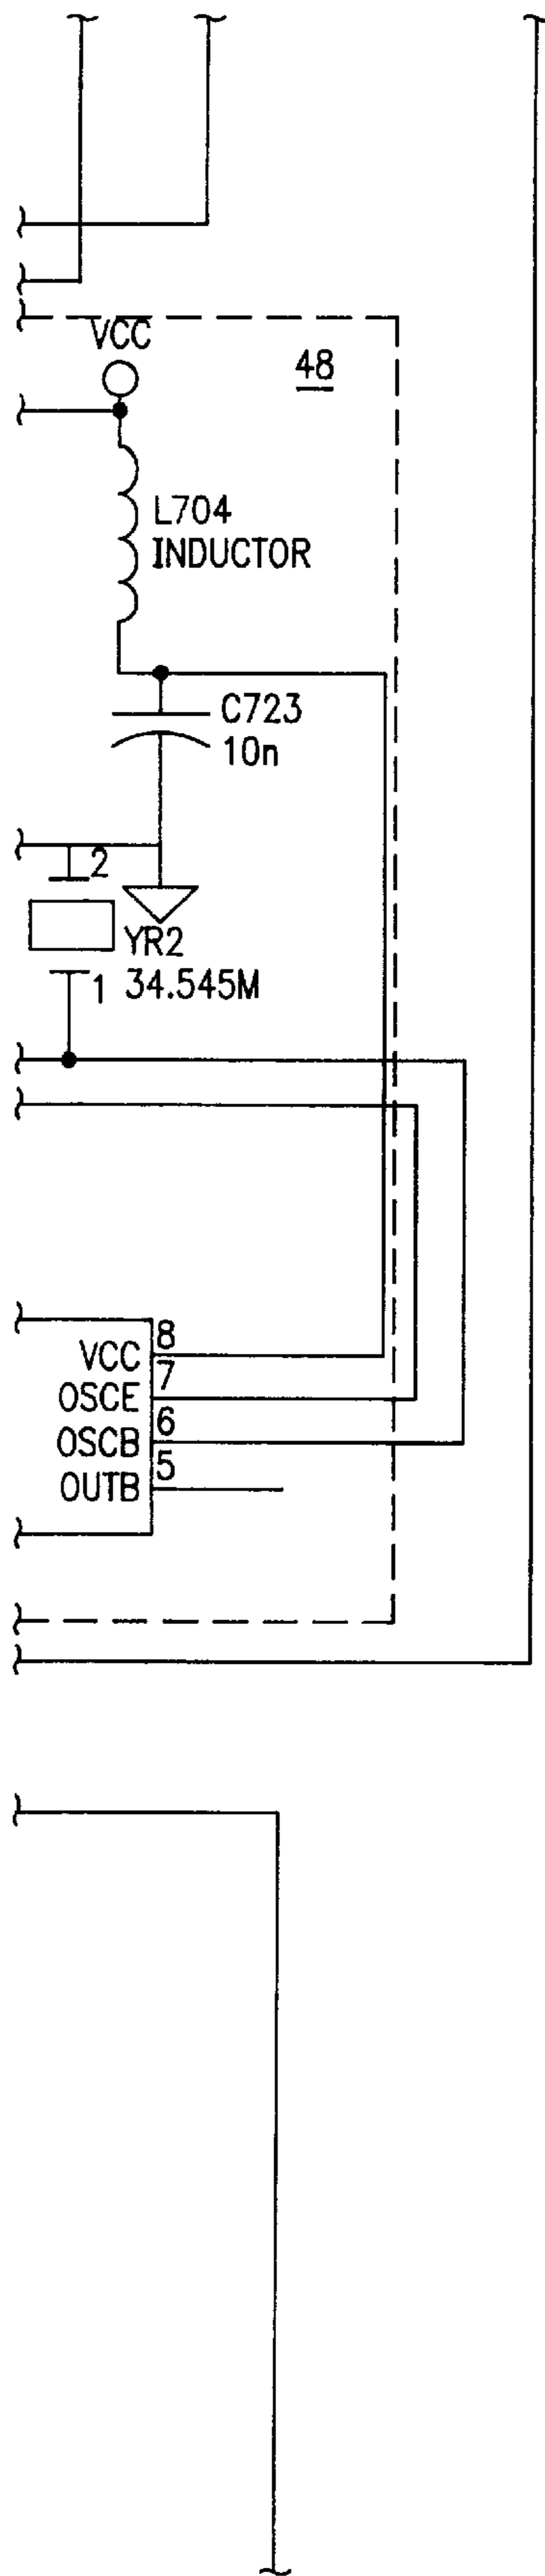 VCC
48
L704
INDUCTOR
C723
10n
2
YR2
1 34.545M
8
VCC
7
OSCE
6
OSCB
5
OUTB